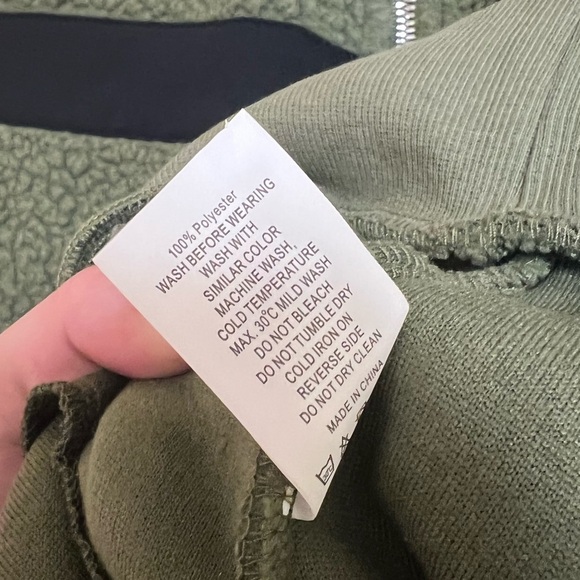 100% Polyester
WASH BEFORE WEARING
WASH WITH
SIMILAR COLOR
MACHINE WASH,
COLD TEMPERATURE
MAX. 30°C MILD WASH
DO NOT BLEACH
DO NOT TUMBLE DRY
COLD IRON ON
REVERSE SIDE
DO NOT DRY CLEAN
MADE IN CHINA